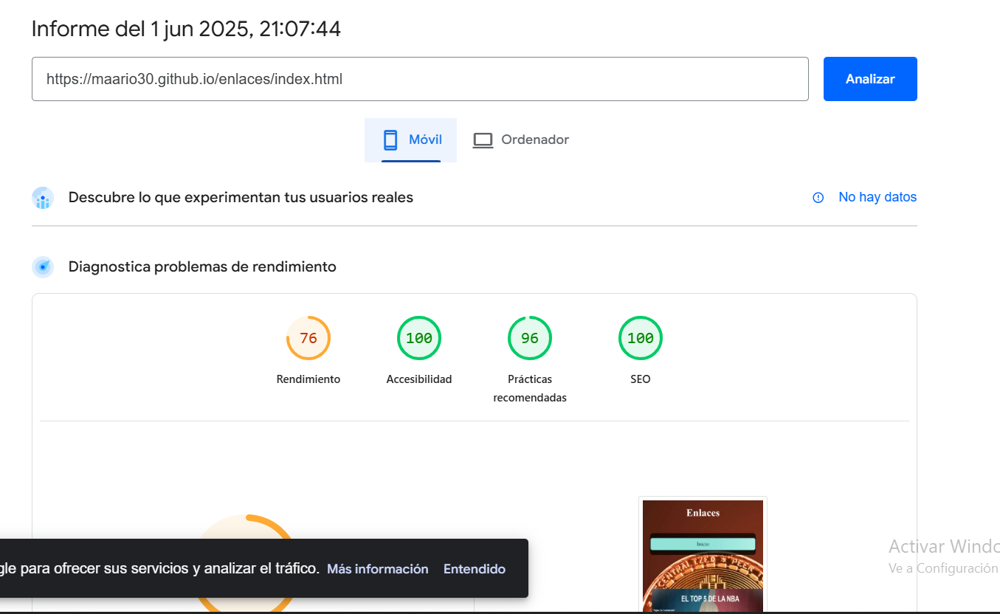 Informe del 1 jun 2025, 21:07:44
https://maario30.github.io/enlaces/index.html
Analizar
Móvil
Ordenador
Descubre lo que experimentan tus usuarios reales
No hay datos
Diagnostica problemas de rendimiento
76
100
96
100
Rendimiento
Accesibilidad
Prácticas
recomendadas
SEO
Enlaces
Inicio
CENTRALIZED
PEER
EL TOP 5 DE LA NBA
gle para ofrecer sus servicios y analizar el tráfico. Más información Entendido
Activar Windo
Ve a Configuración